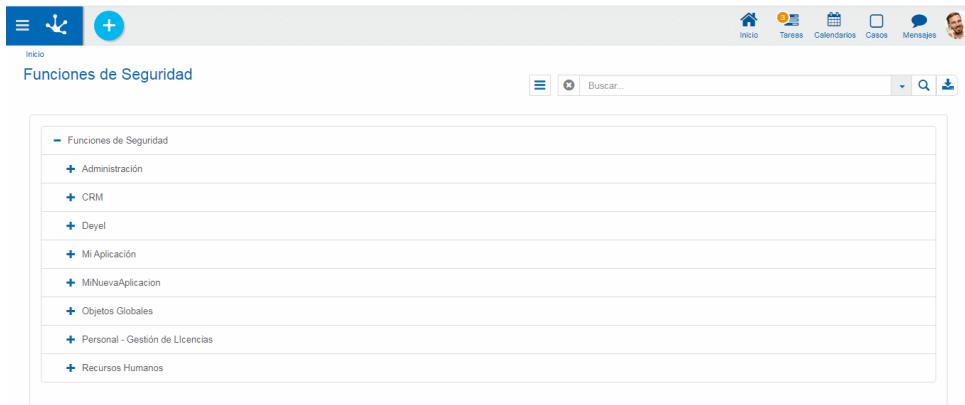 3
Inicio Tareas Calendarios Casos Mensajes
Inicio
Funciones de Seguridad
Buscar...
Funciones de Seguridad
Administración
CRM
Deyel
Mi Aplicación
MiNuevaAplicacion
Objetos Globales
Personal - Gestión de LIcencias
Recursos Humanos